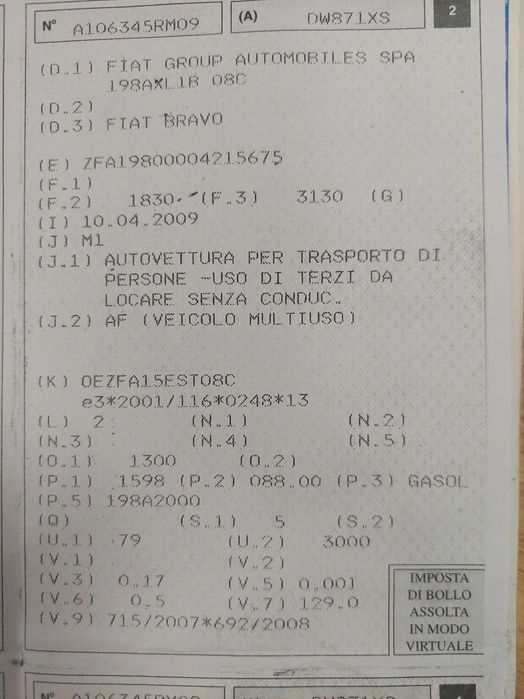 N° A106345RM09 (A) DW871XS 2
(D.1) FIAT GROUP AUTOMOBILES SPA
198AXL1B 08C
(D.2)
(D.3) FIAT BRAVO
(E) ZFA19800004215675
(F.1)
(F.2) 1830 (F.3) 3130 (G)
(I) 10.04.2009
(J) M1
(J.1) AUTOVETTURA PER TRASPORTO DI
PERSONE -USO DI TERZI DA
LOCARE SENZA CONDUC.
(J.2) AF (VEICOLO MULTIUSO)
(K) OEZFA15EST08C
e3*2001/116*0248*13
(L) 2 (N.1) (N.2)
(N.3) (N.4) (N.5)
(O.1) 1300 (O.2)
(P.1) 1598 (P.2) 088.00 (P.3) GASOL
(P.5) 198A2000
(Q) (S.1) 5 (S.2)
(U.1) 79 (U.2) 3000
(V.1) (V.2)
(V.3) 0.17 (V.5) 0.001
(V.6) 0.5 (V.7) 129.0
(V.9) 715/2007*692/2008
IMPOSTA
DI BOLLO
ASSOLTA
IN MODO
VIRTUALE
N° A106345RM09